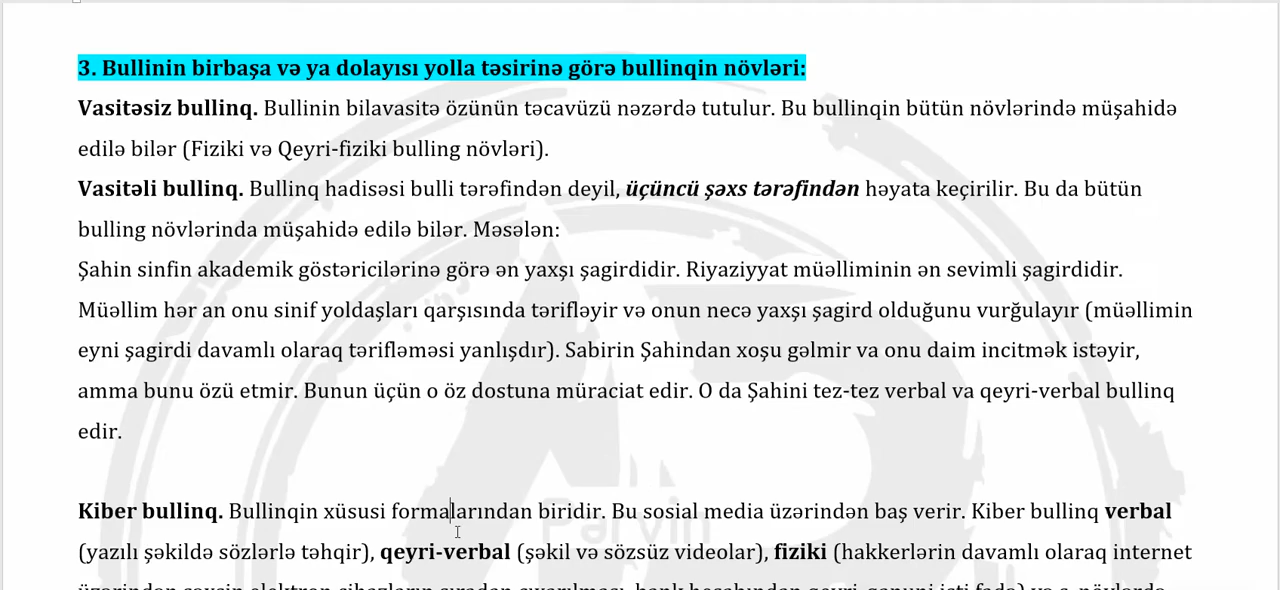 3. Bullinin birbaşa və ya dolayısı yolla təsirinə görə bullinqin növləri:
Vasitəsiz bullinq. Bullinin bilavasitə özünün təcavüzü nəzərdə tutulur. Bu bullinqin bütün növlərində müşahidə
edilə bilər (Fiziki və Qeyri-fiziki bulling növləri).
Vasitəli bullinq. Bullinq hadisəsi bulli tərəfindən deyil, üçüncü şəxs tərəfindən həyata keçirilir. Bu da bütün
bulling növlərinda müşahidə edilə bilər. Məsələn:
Şahin sinfin akademik göstəricilərinə görə ən yaxşı şagirdidir. Riyaziyyat müəlliminin ən sevimli şagirdidir.
Müəllim hər an onu sinif yoldaşları qarşısında tərifləyir və onun necə yaxşı şagird olduğunu vurğulayır (müəllimin
eyni şagirdi davamlı olaraq tərifləməsi yanlışdır). Sabirin Şahindan xoşu gəlmir va onu daim incitmək istəyir,
amma bunu özü etmir. Bunun üçün o öz dostuna müraciat edir. O da Şahini tez-tez verbal va qeyri-verbal bullinq
edir.
Parvin
Kiber bullinq. Bullinqin xüsusi formalarından biridir. Bu sosial media üzərindən baş verir. Kiber bullinq verbal
(yazılı şəkildə sözlərlə təhqir), qeyri-verbal (şəkil və sözsüz videolar), fiziki (hakkerlərin davamlı olaraq internet